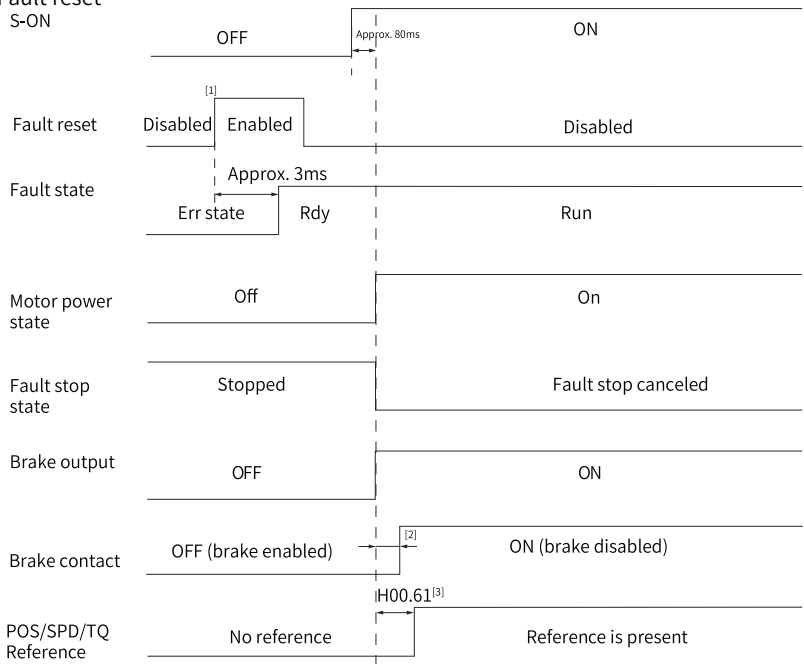 Fault reset
S-ON
OFF
Approx. 80ms
ON
[1]
Fault reset
Disabled
Enabled
Disabled
Approx. 3ms
Fault state
Err state
Rdy
Run
Motor power
state
Off
On
Fault stop
state
Stopped
Fault stop canceled
Brake output
OFF
ON
Brake contact
OFF (brake enabled)
[2]
ON (brake disabled)
H00.61[3]
POS/SPD/TQ
Reference
No reference
Reference is present